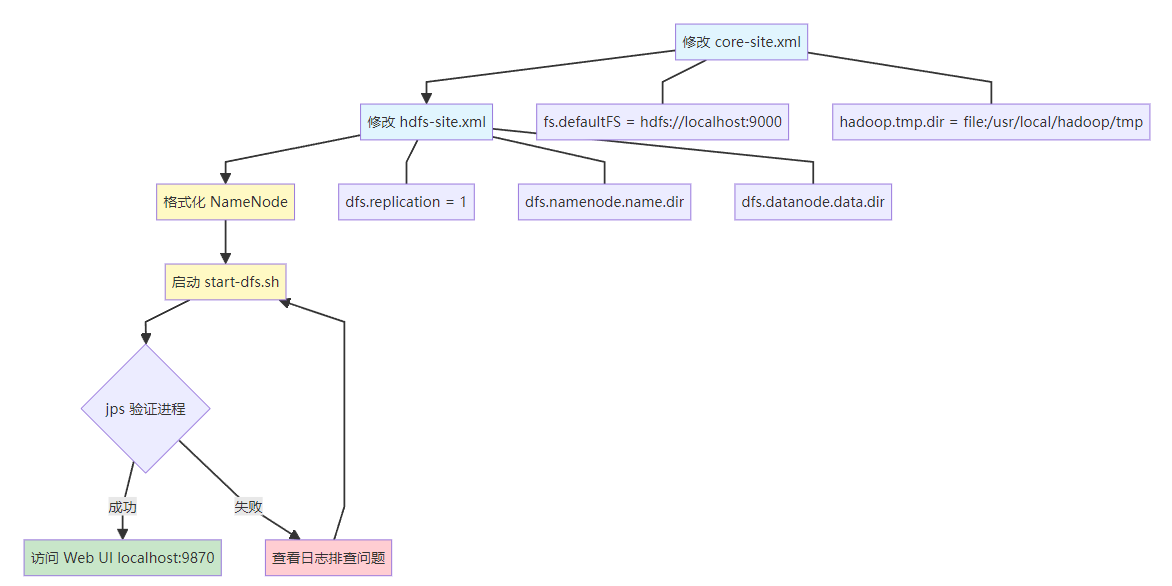 修改 core-site.xml
修改 hdfs-site.xml
fs.defaultFS = hdfs://localhost:9000
hadoop.tmp.dir = file:/usr/local/hadoop/tmp
格式化 NameNode
dfs.replication = 1
dfs.namenode.name.dir
dfs.datanode.data.dir
启动 start-dfs.sh
jps 验证进程
成功
失败
访问 Web UI localhost:9870
查看日志排查问题